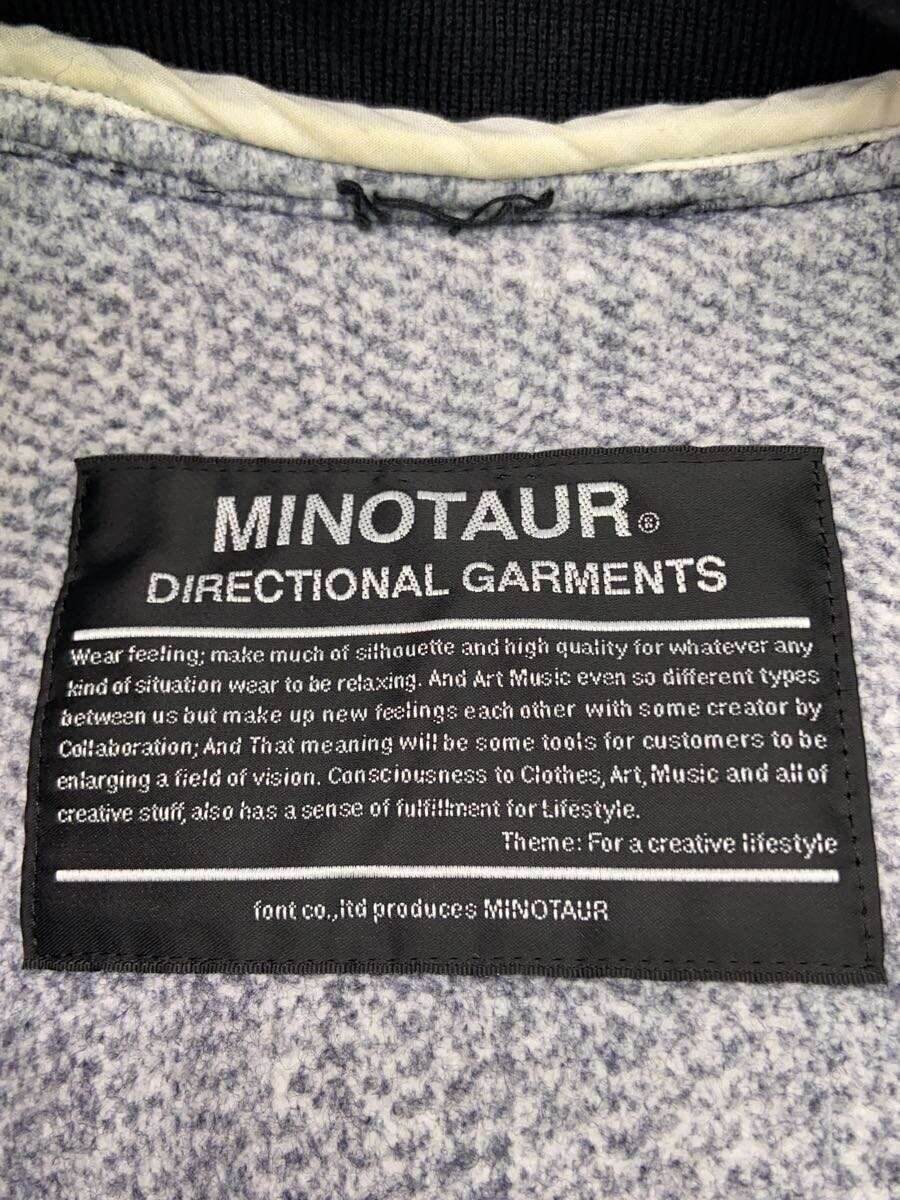 MINOTAUR®
DIRECTIONAL GARMENTS
Wear feeling; make much of silhouette and high quality for whatever any
kind of situation wear to be relaxing. And Art Music even so different types
between us but make up new feelings each other with some creator by
Collaboration; And That meaning will be some tools for customers to be
enlarging a field of vision. Consciousness to Clothes, Art, Music and all of
creative stuff, also has a sense of fulfillment for Lifestyle.
Theme: For a creative lifestyle
font co.,ltd produces MINOTAUR